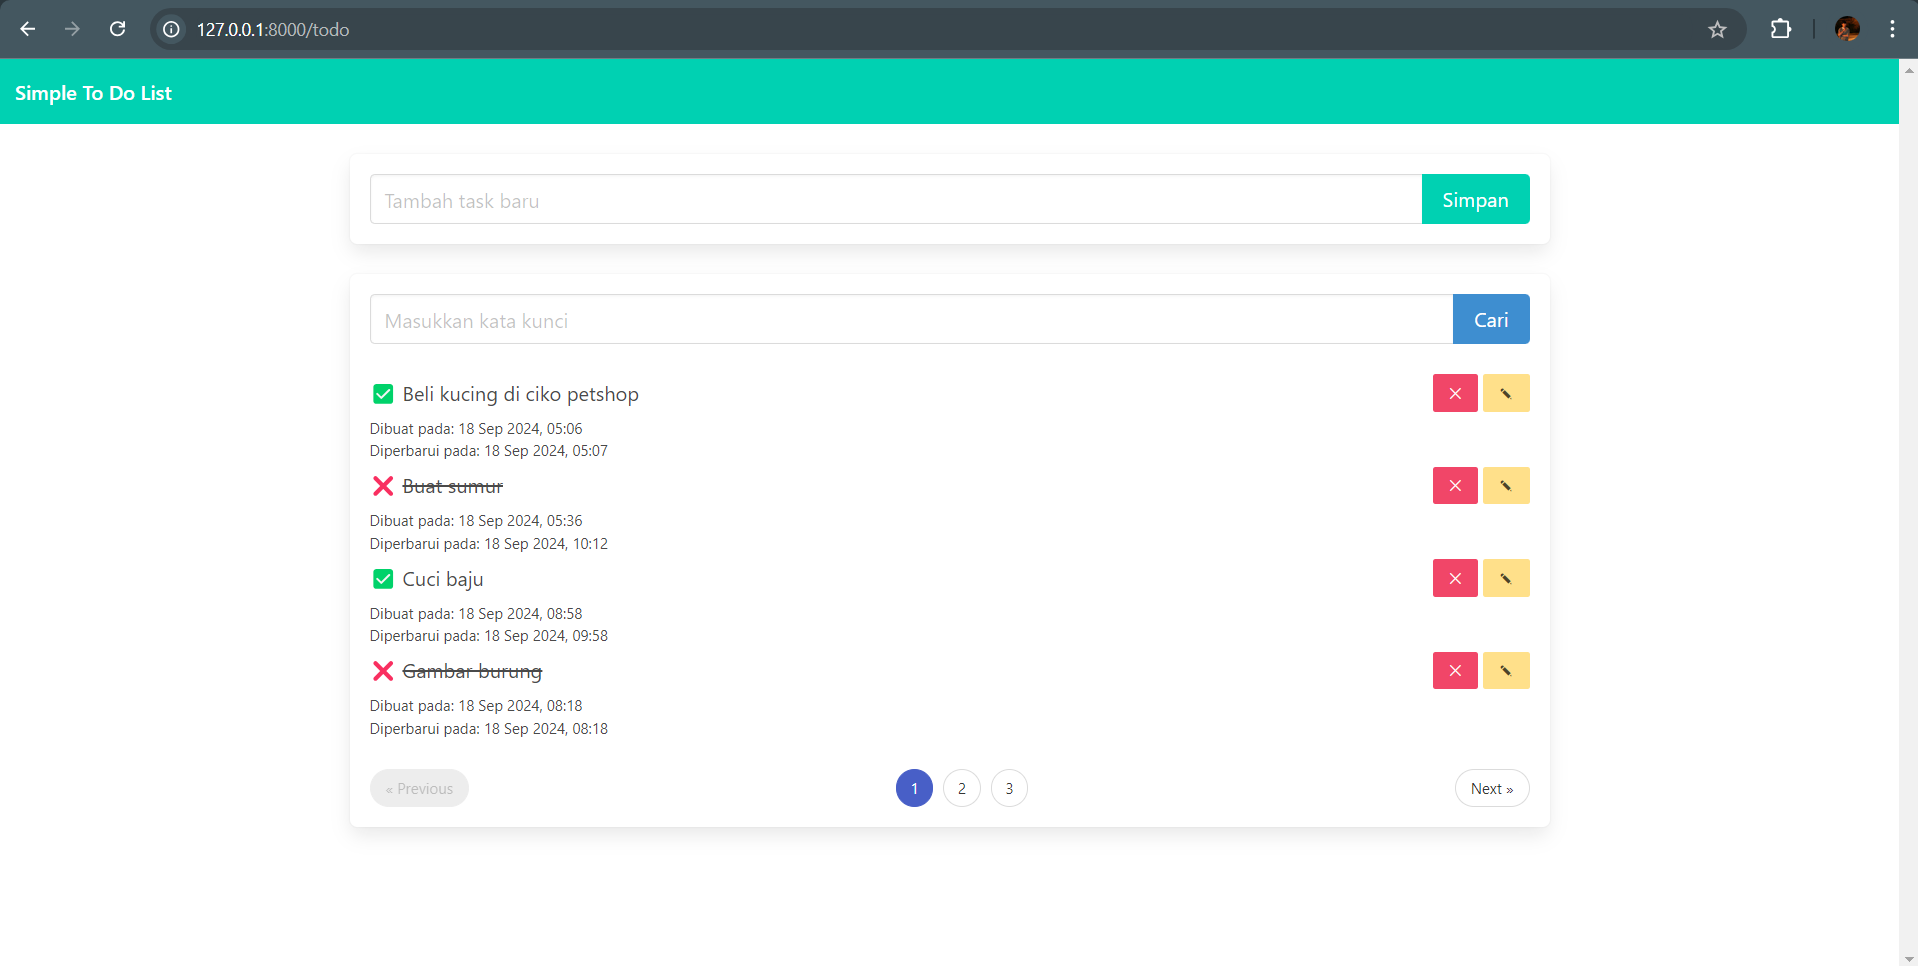 127.0.0.1:8000/todo
Simple To Do List
Tambah task baru
Simpan
Masukkan kata kunci
Cari
Beli kucing di ciko petshop
Dibuat pada: 18 Sep 2024, 05:06
Diperbarui pada: 18 Sep 2024, 05:07
Buat sumur
Dibuat pada: 18 Sep 2024, 05:36
Diperbarui pada: 18 Sep 2024, 10:12
Cuci baju
Dibuat pada: 18 Sep 2024, 08:58
Diperbarui pada: 18 Sep 2024, 09:58
Gambar burung
Dibuat pada: 18 Sep 2024, 08:18
Diperbarui pada: 18 Sep 2024, 08:18
« Previous 1 2 3 Next »